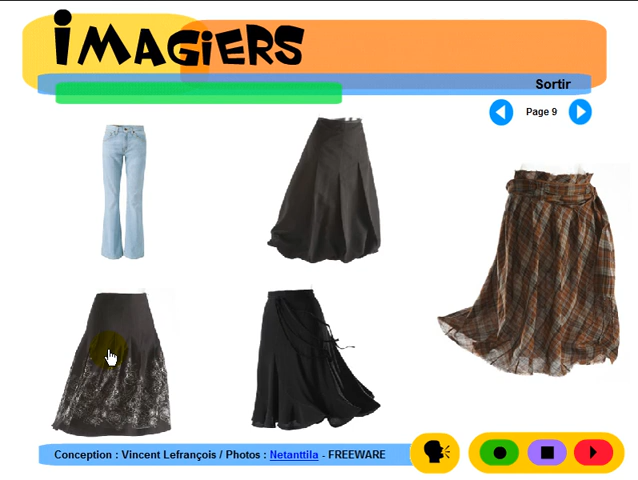 iMAGiERS
Sortir
Page 9
Conception : Vincent Lefrançois / Photos : Netanttila - FREEWARE